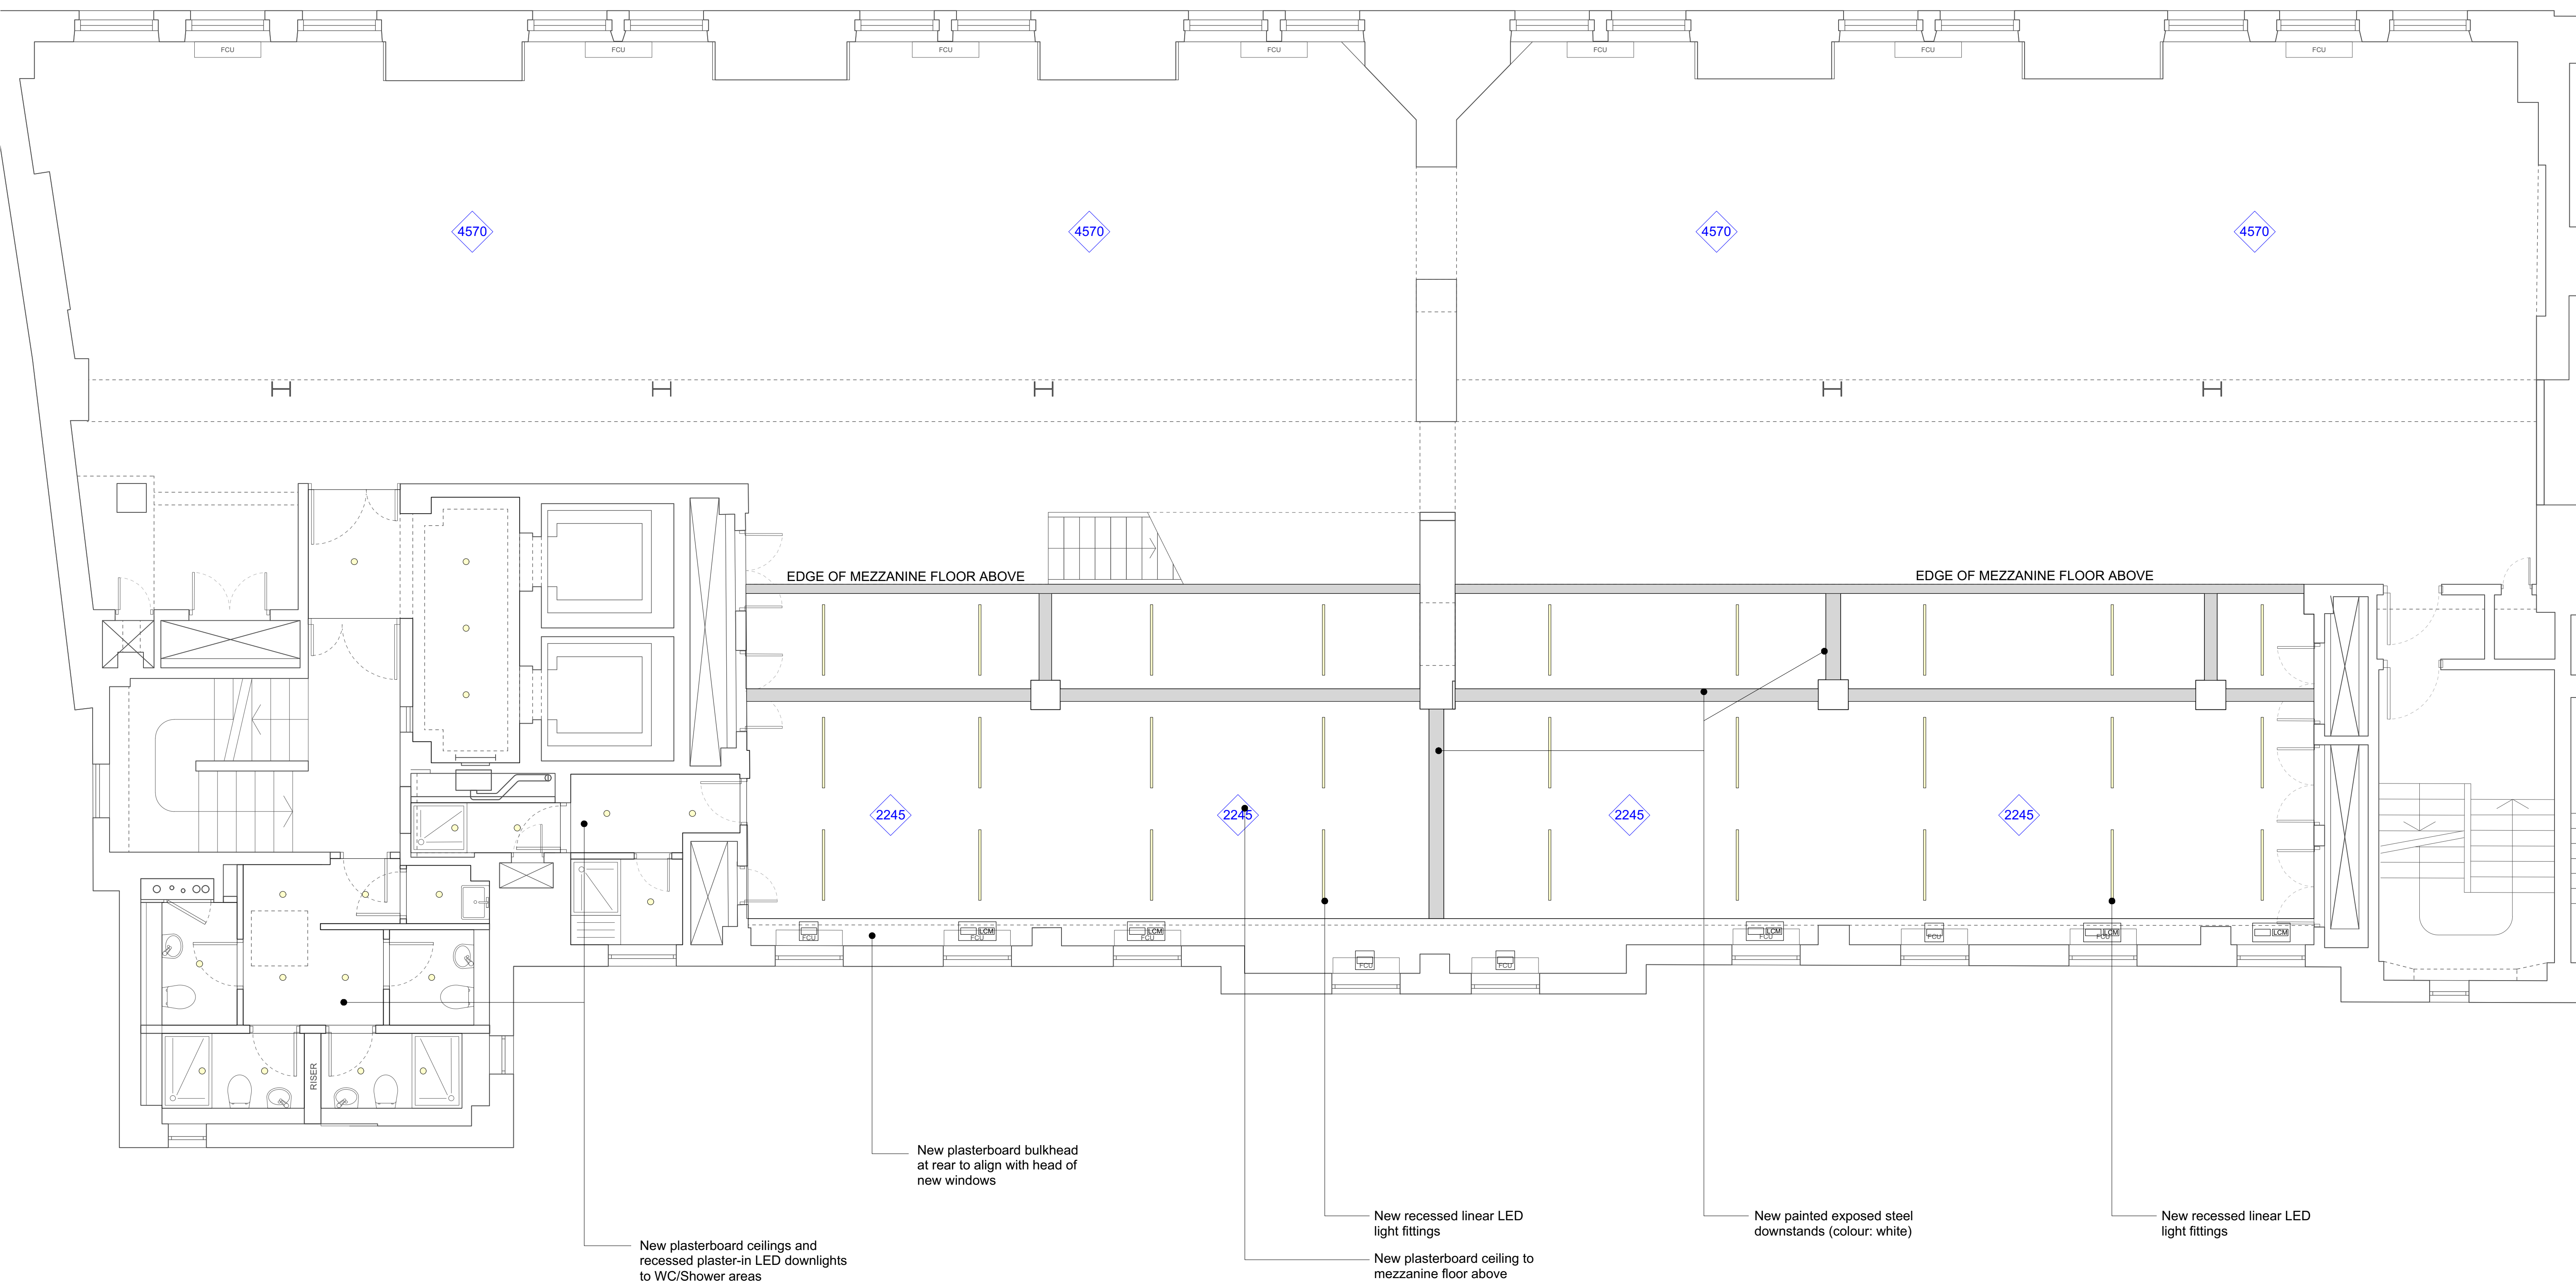 FCU
FCU
FCU
FCU
FCU
FCU
FCU
4570
4570
4570
4570
EDGE OF MEZZANINE FLOOR ABOVE
EDGE OF MEZZANINE FLOOR ABOVE
2245
2245
2245
2245
FCU
LCM
FCU
LCM
FCU
LCM
FCU
FCU
LCM
FCU
LCM
FCU
FCU
RISER
New plasterboard bulkhead
at rear to align with head of
new windows
New recessed linear LED
light fittings
New painted exposed steel
downstands (colour: white)
New recessed linear LED
light fittings
New plasterboard ceilings and
recessed plaster-in LED downlights
to WC/Shower areas
New plasterboard ceiling to
mezzanine floor above